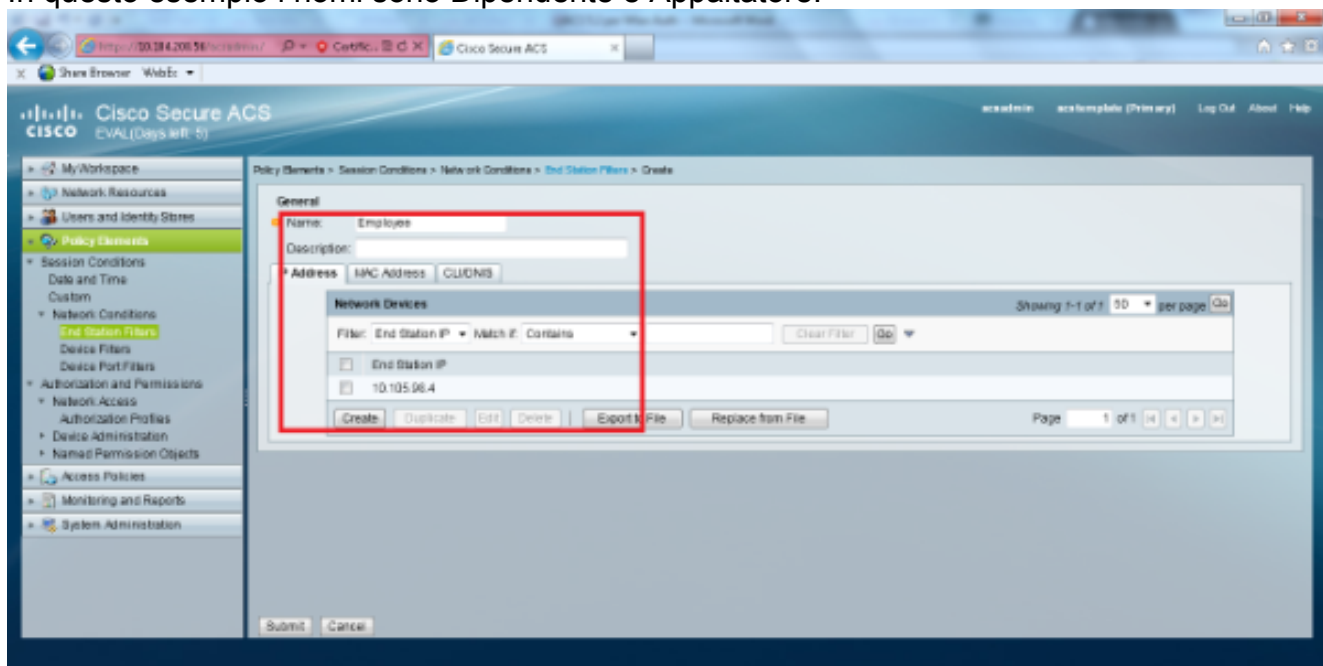 In questo esempio i nomi sono Dipendente e Appaltatore.
Certific...
Cisco Secure ACS
Share Browser WebEx
Cisco Secure ACS
CISCO EVAL(Days left: 5)
acsadmin acstemplate (Primary) Log Out About Help
My Workspace
Network Resources
Users and Identity Stores
Policy Elements
Session Conditions
Date and Time
Custom
Network Conditions
End Station Filters
Device Filters
Device Port Filters
Authorization and Permissions
Network Access
Authorization Profiles
Device Administration
Named Permission Objects
Access Policies
Monitoring and Reports
System Administration
Policy Elements > Session Conditions > Network Conditions > End Station Filters > Create
General
Name: Employee
Description:
IP Address MAC Address CLI/DNIS
Network Devices Showing 1-1 of 1 50 per page Go
Filter: End Station IP Match if: Contains Clear Filter Go
End Station IP
10.105.98.4
Create Duplicate Edit Delete | Export to File Replace from File Page 1 of 1
Submit Cancel